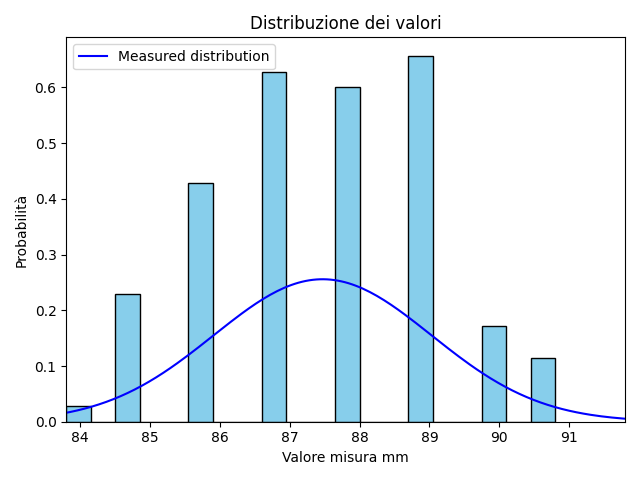 Distribuzione dei valori
Measured distribution
Probabilità
0.6
0.5
0.4
0.3
0.2
0.1
0.0
84 85 86 87 88 89 90 91
Valore misura mm